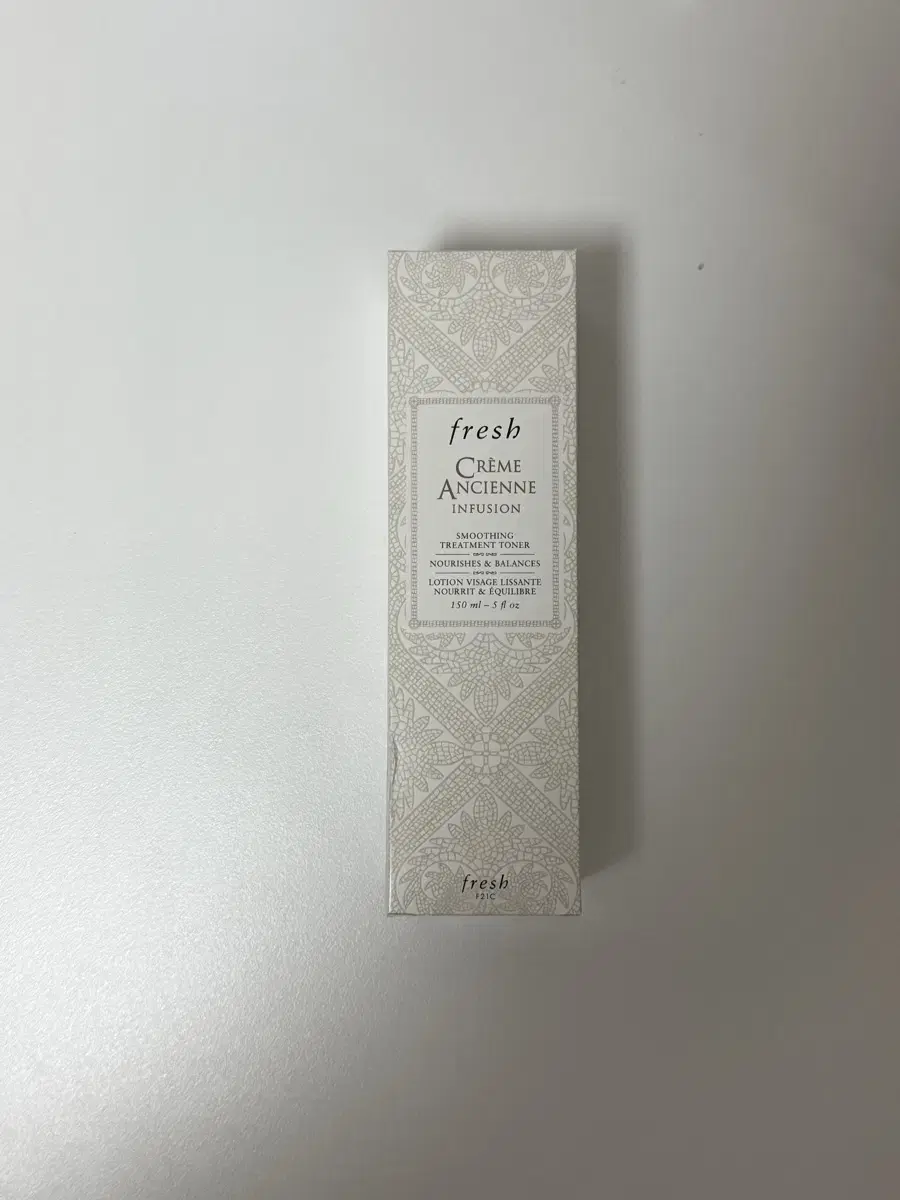 fresh
CRÈME
ANCIENNE
INFUSION
SMOOTHING
TREATMENT TONER
NOURISHES & BALANCES
LOTION VISAGE LISSANTE
NOURRIT & ÉQUILIBRE
150 ml – 5 fl oz
fresh
F21C